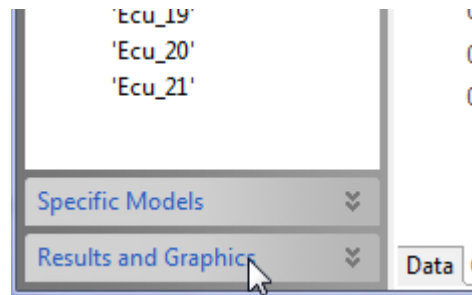 'Ecu_19'
'Ecu_20'
'Ecu_21'
Specific Models
Results and Graphics
Data